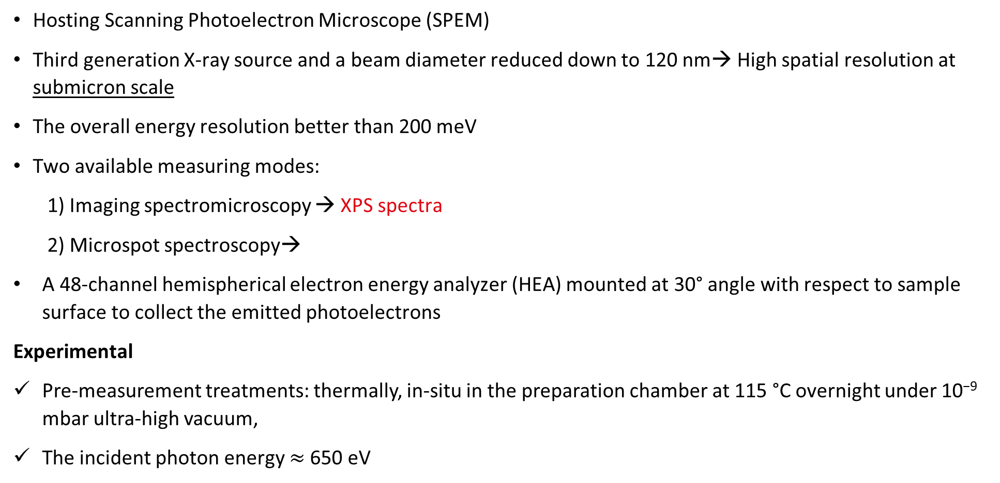 • Hosting Scanning Photoelectron Microscope (SPEM)
• Third generation X-ray source and a beam diameter reduced down to 120 nm→ High spatial resolution at
submicron scale
• The overall energy resolution better than 200 meV
• Two available measuring modes:
1) Imaging spectromicroscopy → XPS spectra
2) Microspot spectroscopy→
• A 48-channel hemispherical electron energy analyzer (HEA) mounted at 30° angle with respect to sample
surface to collect the emitted photoelectrons
Experimental
✓ Pre-measurement treatments: thermally, in-situ in the preparation chamber at 115 °C overnight under 10⁻⁹
mbar ultra-high vacuum,
✓ The incident photon energy ≈ 650 eV